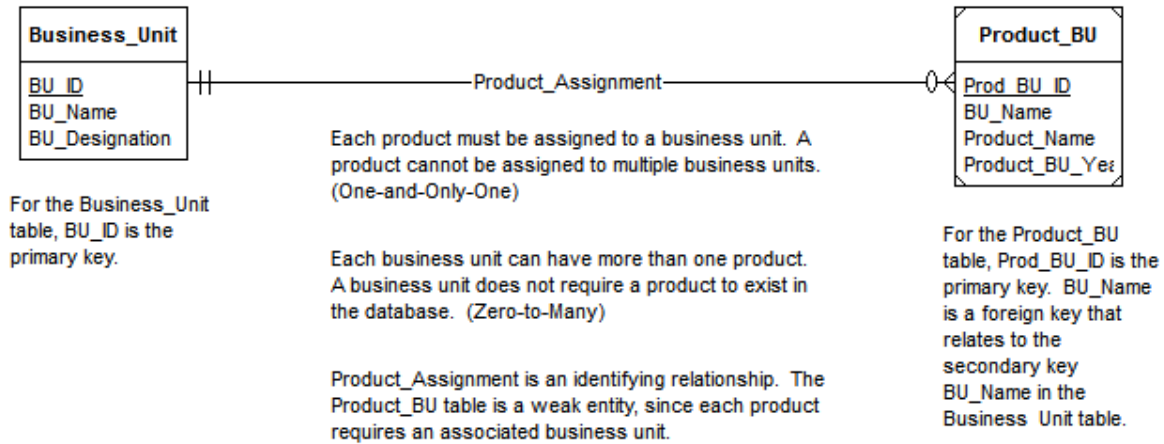 Business_Unit
BU_ID
BU_Name
BU_Designation
For the Business_Unit
table, BU_ID is the
primary key.
Product_Assignment
Each product must be assigned to a business unit. A
product cannot be assigned to multiple business units.
(One-and-Only-One)
Each business unit can have more than one product.
A business unit does not require a product to exist in
the database. (Zero-to-Many)
Product_Assignment is an identifying relationship. The
Product_BU table is a weak entity, since each product
requires an associated business unit.
Product_BU
Prod_BU_ID
BU_Name
Product_Name
Product_BU_Yea
For the Product_BU
table, Prod_BU_ID is the
primary key. BU_Name
is a foreign key that
relates to the
secondary key
BU_Name in the
Business_Unit table.